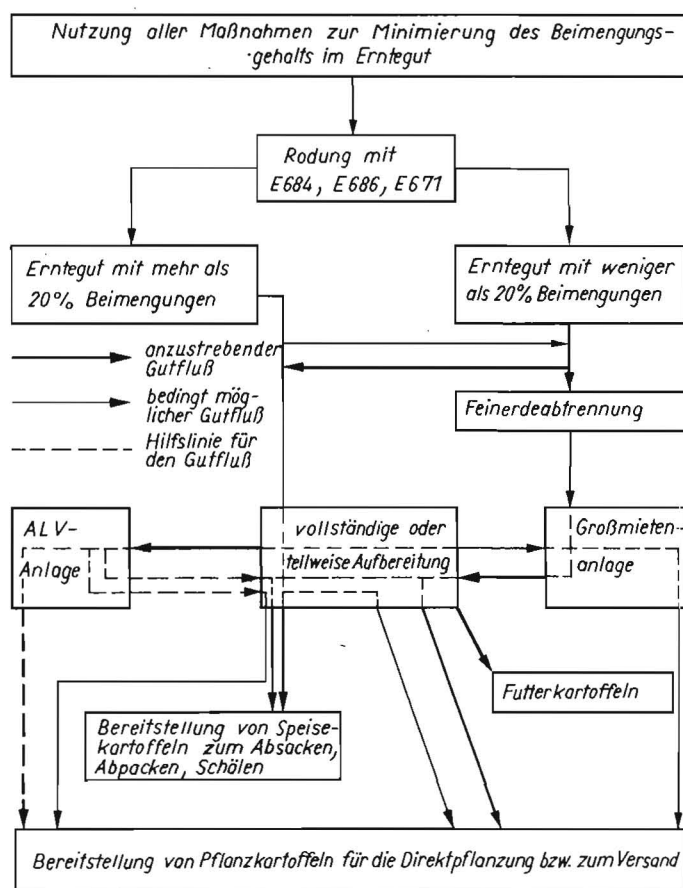 Nutzung aller Maßnahmen zur Minimierung des Beimengungs-
gehalts im Erntegut
Rodung mit
E684, E686, E671
Erntegut mit mehr als
20% Beimengungen
Erntegut mit weniger
als 20% Beimengungen
anzustrebender
Gutfluß
bedingt mög-
licher Gutfluß
Hilfslinie für
den Gutfluß
Feinerdeabtrennung
ALV-
Anlage
vollständige oder
teilweise Aufbereitung
Großmieten-
anlage
Futterkartoffeln
Bereitstellung von Speise-
kartoffeln zum Absacken,
Abpacken, Schälen
Bereitstellung von Pflanzkartoffeln für die Direktpflanzung bzw. zum Versand